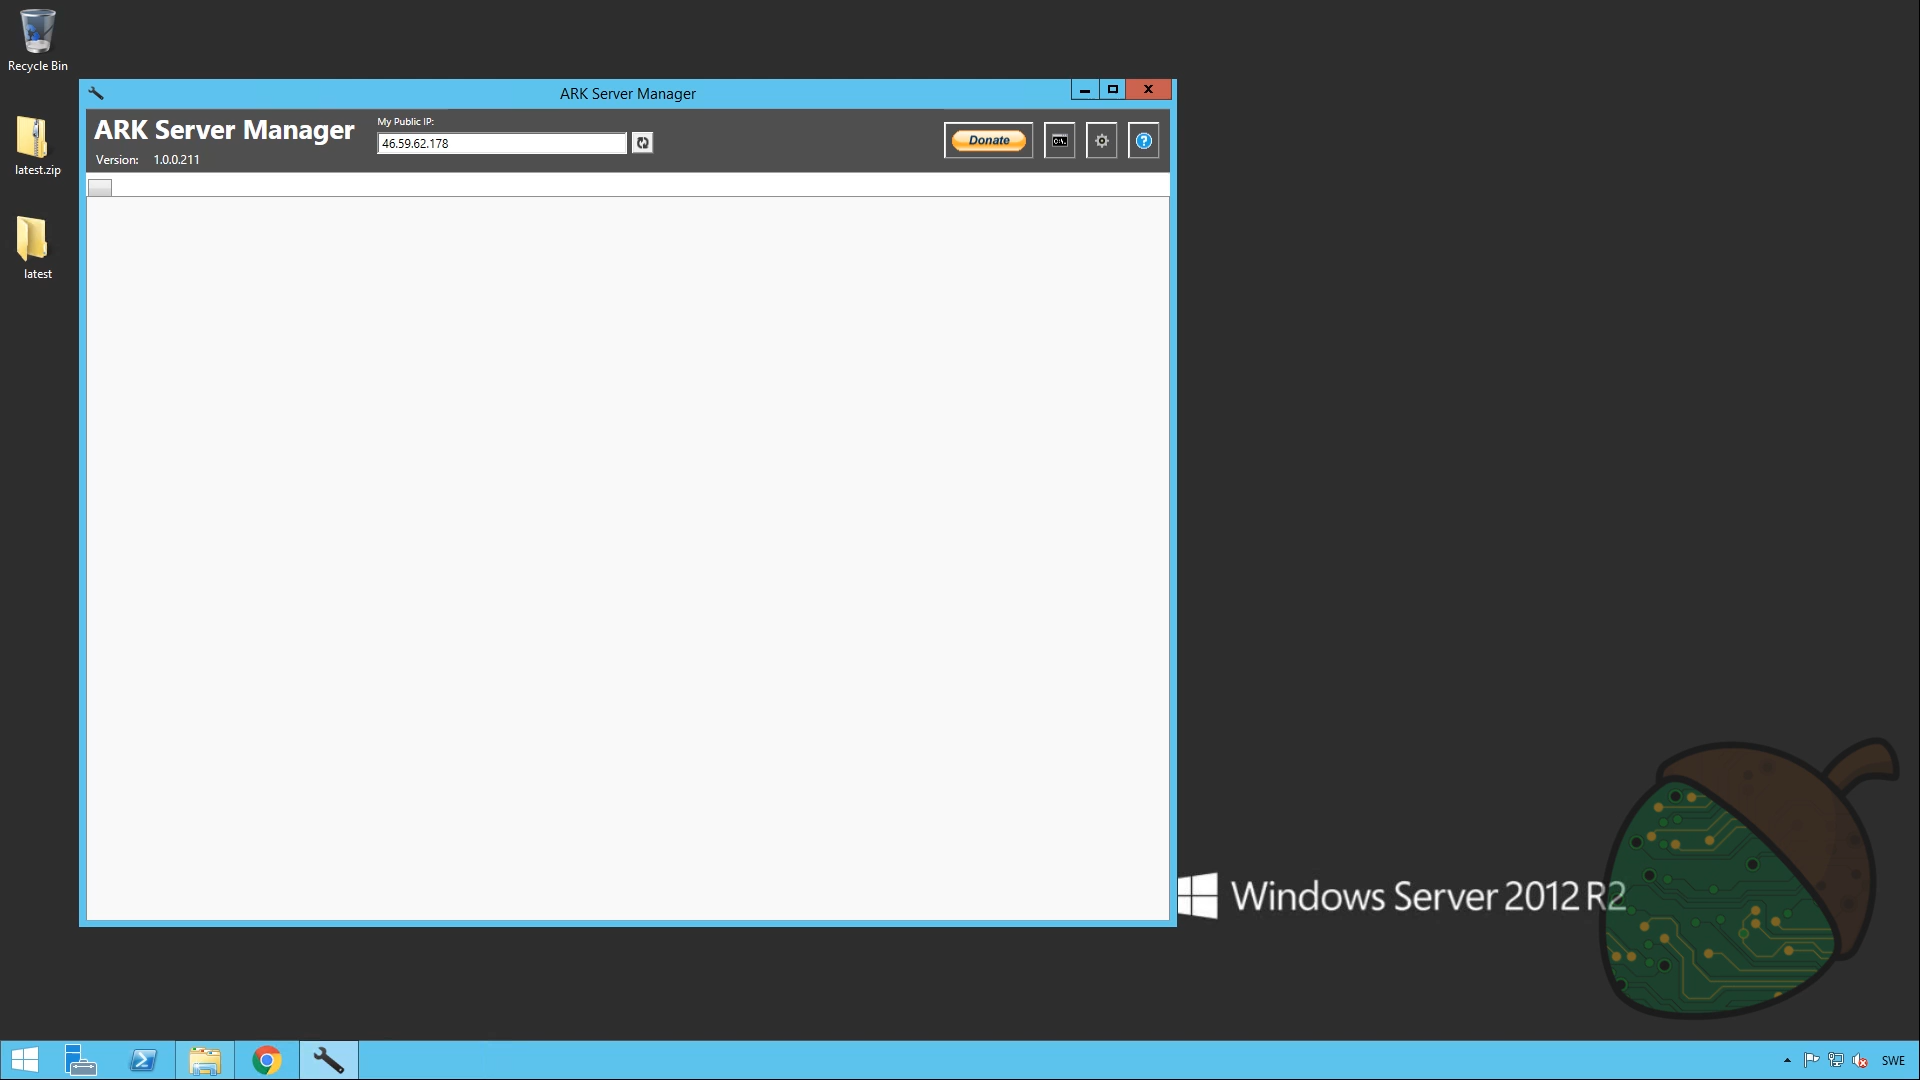 Recycle Bin
latest.zip
latest
ARK Server Manager
X
ARK Server Manager
My Public IP:
46.59.62.178
Version: 1.0.0.211
Donate
C:\.
?
Windows Server 2012 R2
SWE